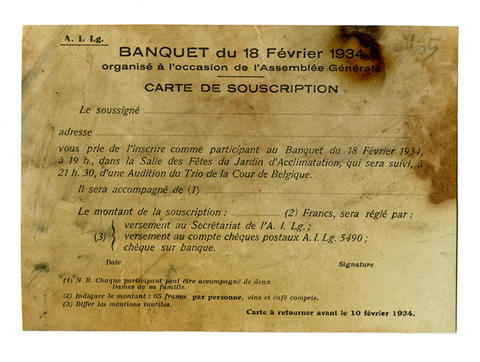 A. I. Lg.
BANQUET du 18 Février 1934
organisé à l'occasion de l'Assemblée Générale
CARTE DE SOUSCRIPTION
Le soussigné
adresse
vous prie de l'inscrire comme participant au Banquet du 18 Février 1934,
à 19 h., dans la Salle des Fêtes du Jardin d'Acclimatation, qui sera suivi, à
21 h. 30, d'une Audition du Trio de la Cour de Belgique.
Il sera accompagné de (1)
Le montant de la souscription : (2) Francs, sera réglé par :
versement au Secrétariat de l'A. I. Lg. ;
(3) versement au compte chèques postaux A. I. Lg. 5490 ;
chèque sur banque.
Date Signature
(1) N B. Chaque participant peut être accompagné de deux
Dames de sa famille.
(2) Indiquer le montant : 65 francs par personne, vins et café compris.
(3) Biffer les mentions inutiles.
Carte à retourner avant le 10 février 1934.